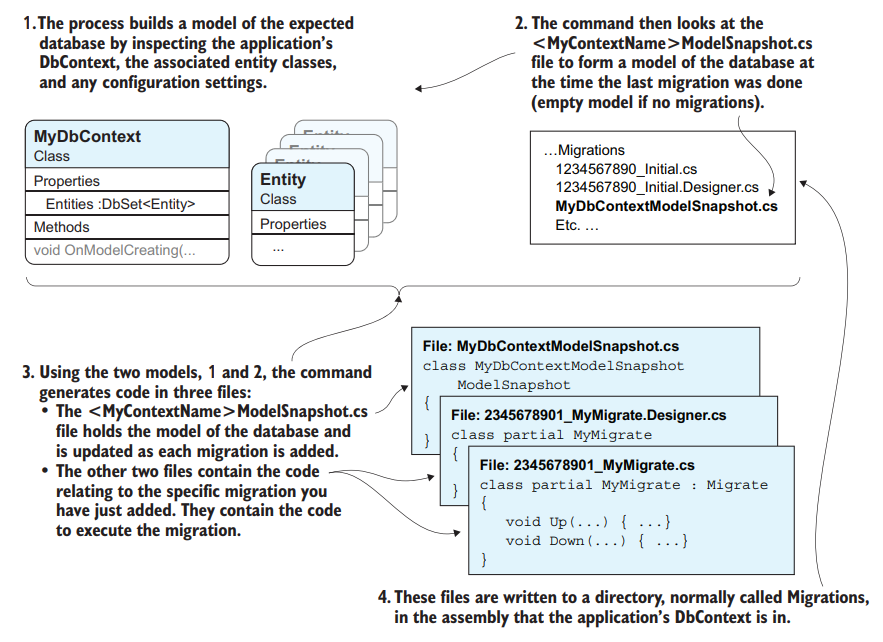 1.The process builds a model of the expected
database by inspecting the application's
DbContext, the associated entity classes,
and any configuration settings.
2. The command then looks at the
<MyContextName>ModelSnapshot.cs
file to form a model of the database at
the time the last migration was done
(empty model if no migrations).
MyDbContext
Class
Properties
Entities :DbSet<Entity>
Methods
void OnModelCreating(...
Entity
Entity
Entity
Entity
Class
Properties
...
...Migrations
1234567890_Initial.cs
1234567890_Initial.Designer.cs
MyDbContextModelSnapshot.cs
Etc. ...
3. Using the two models, 1 and 2, the command
generates code in three files:
• The <MyContextName>ModelSnapshot.cs
file holds the model of the database and
is updated as each migration is added.
• The other two files contain the code
relating to the specific migration you
have just added. They contain the code
to execute the migration.
File: MyDbContextModelSnapshot.cs
class MyDbContextModelSnapshot
ModelSnapshot
{
}
File: 2345678901_MyMigrate.Designer.cs
class partial MyMigrate
{
}
File: 2345678901_MyMigrate.cs
class partial MyMigrate : Migrate
{
void Up(...) { ...}
void Down(...) { ...}
}
4. These files are written to a directory, normally called Migrations,
in the assembly that the application's DbContext is in.